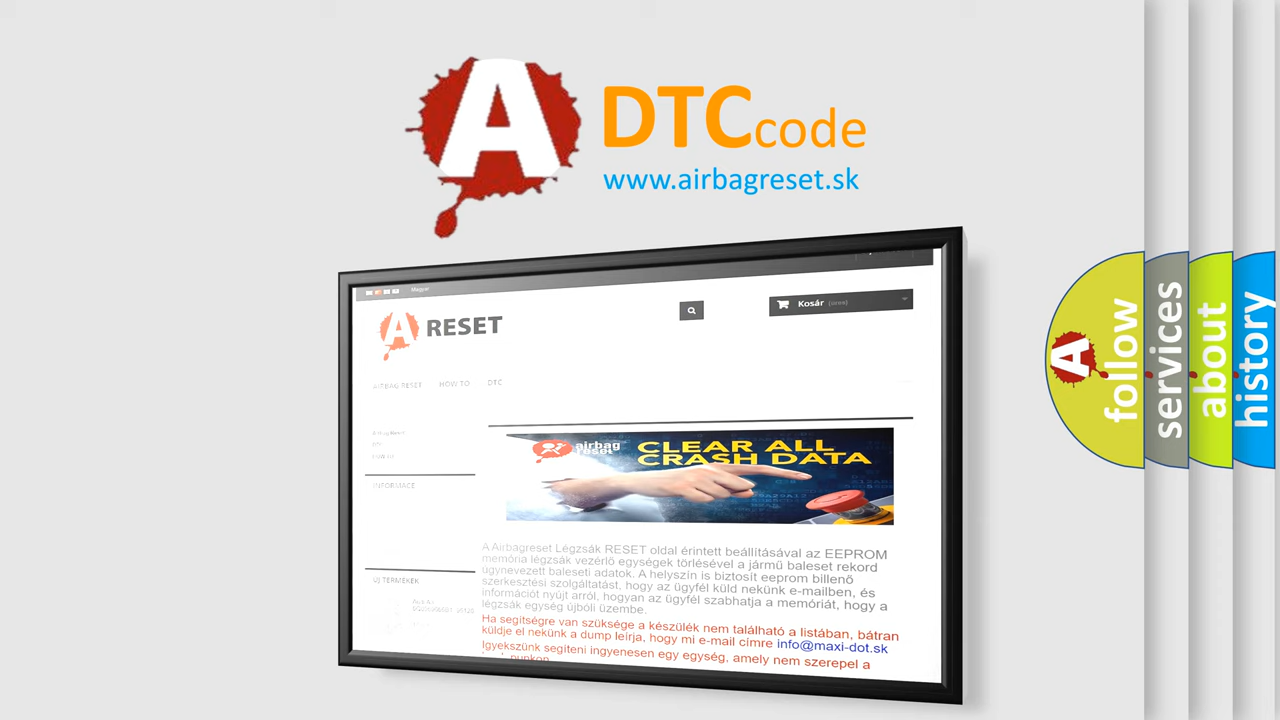 A DTCcode
www.airbagreset.sk
Magyar
Kosár (üres)
A RESET
AIRBAG RESET HOW TO DTC
INFORMACE
airbag
reset
CLEAR ALL
CRASH DATA
A Airbagreset Légzsák RESET oldal érintett beállításával az EEPROM
memória légzsák vezérlő egységek törlésével a jármű baleset rekord
úgynevezett baleseti adatok. A helyszín is biztosít eeprom billenő
szerkesztési szolgáltatást, hogy az ügyfél küld nekünk e-mailben, és
információt nyújt arról, hogyan az ügyfél szabhatja a memóriát, hogy a
légzsák egység újbóli üzembe.
Ha segítségre van szüksége a készülék nem található a listában, bátran
küldje el nekünk a dump leírja, hogy mi e-mail címre info@maxi-dot.sk
Igyekszünk segíteni ingyenesen egy egység, amely nem szerepel a
ÚJ TERMÉKEK
A follow
services
about
history